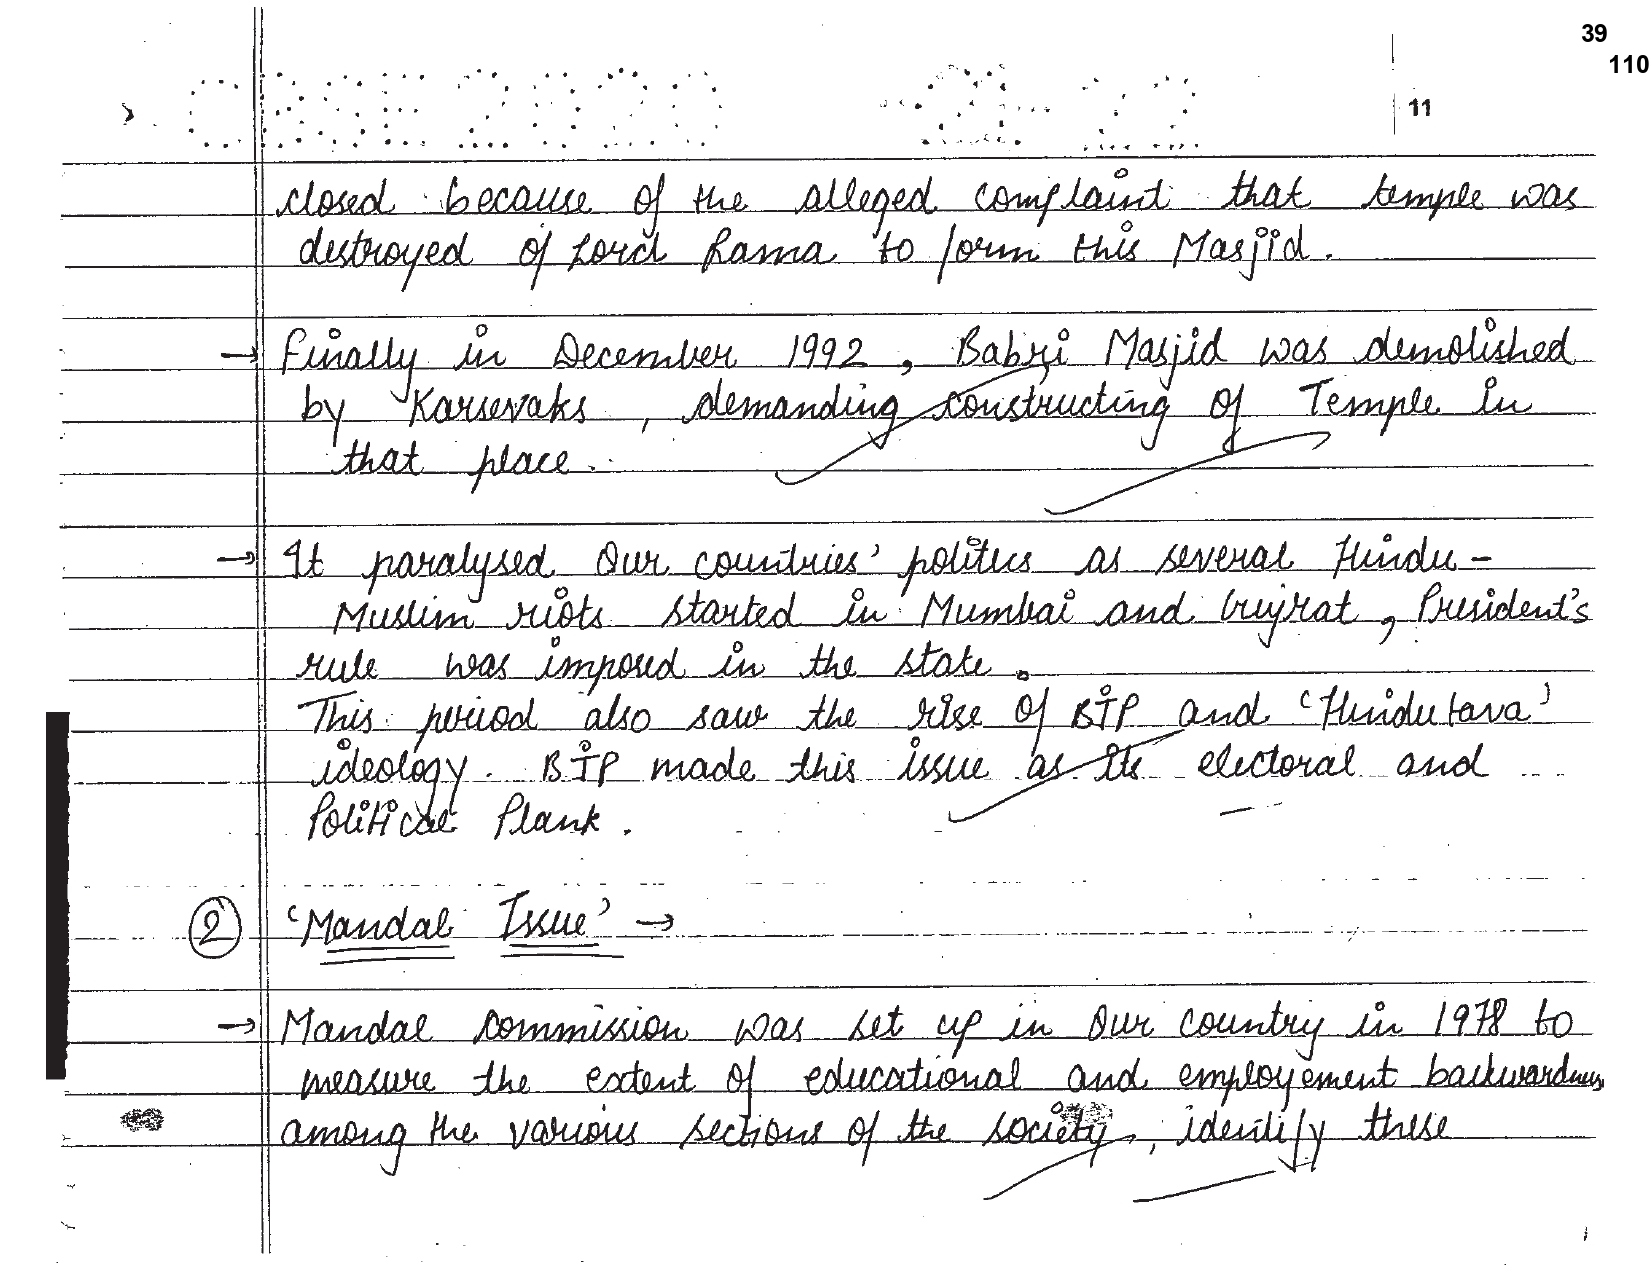 39
110
CBSE 2020
11
closed because of the alleged complaint that temple was
destroyed of Lord Rama to form this Masjid.
→ Finally in December 1992, Babri Masjid was demolished
by Karsevaks, demanding constructing of Temple in
that place.
→ It paralysed our countries' politics as several Hindu-
Muslim riots started in Mumbai and Gujrat, President's
rule was imposed in the state.
This period also saw the rise of BJP and 'Hindutava'
ideology. BJP made this issue as its electoral and
Political Plank.
② 'Mandal Issue' →
→ Mandal Commission was set up in our country in 1978 to
measure the extent of educational and employement backwardness
among the various sections of the society, identify these